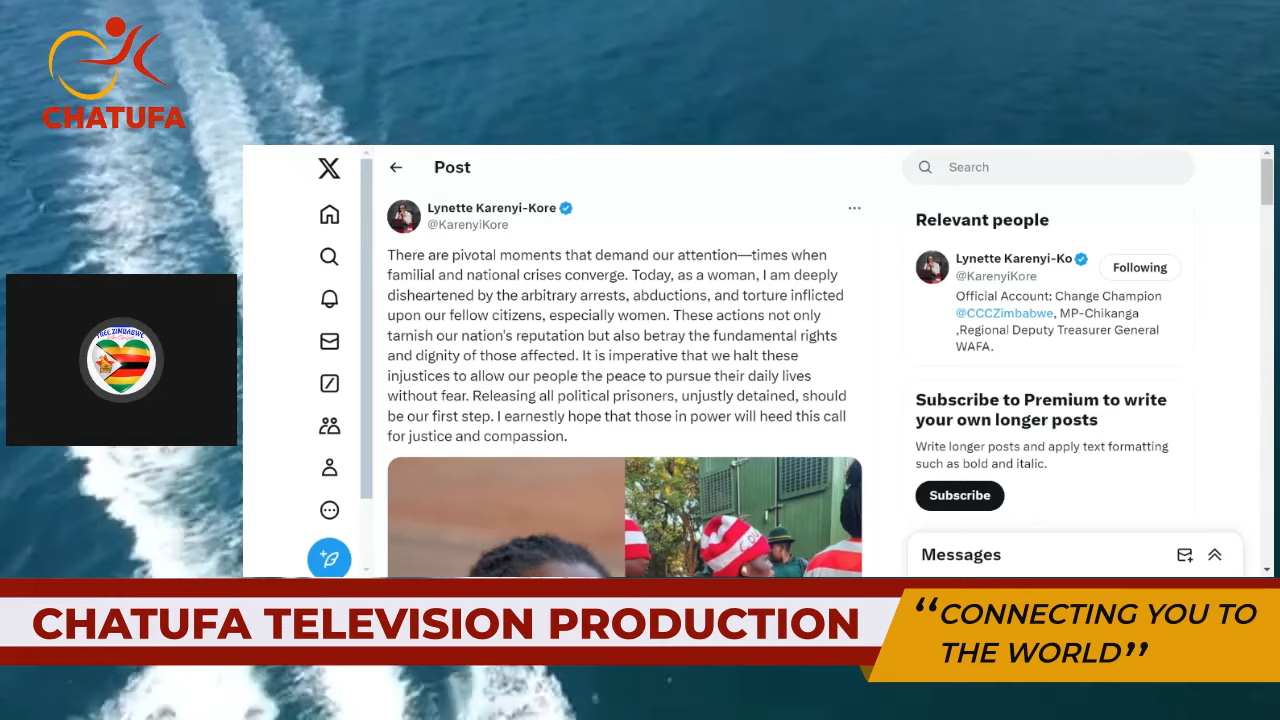 CHATUFA
Post
Search
Lynette Karenyi-Kore
@KarenyiKore
There are pivotal moments that demand our attention—times when
familial and national crises converge. Today, as a woman, I am deeply
disheartened by the arbitrary arrests, abductions, and torture inflicted
upon our fellow citizens, especially women. These actions not only
tarnish our nation's reputation but also betray the fundamental rights
and dignity of those affected. It is imperative that we halt these
injustices to allow our people the peace to pursue their daily lives
without fear. Releasing all political prisoners, unjustly detained, should
be our first step. I earnestly hope that those in power will heed this call
for justice and compassion.
Relevant people
Lynette Karenyi-Ko
@KarenyiKore
Following
Official Account: Change Champion
@CCCZimbabwe, MP-Chikanga
,Regional Deputy Treasurer General
WAFA.
Subscribe to Premium to write
your own longer posts
Write longer posts and apply text formatting
such as bold and italic.
Subscribe
Messages
FREE ZIMBABWE
CHATUFA TELEVISION PRODUCTION
“CONNECTING YOU TO
THE WORLD”